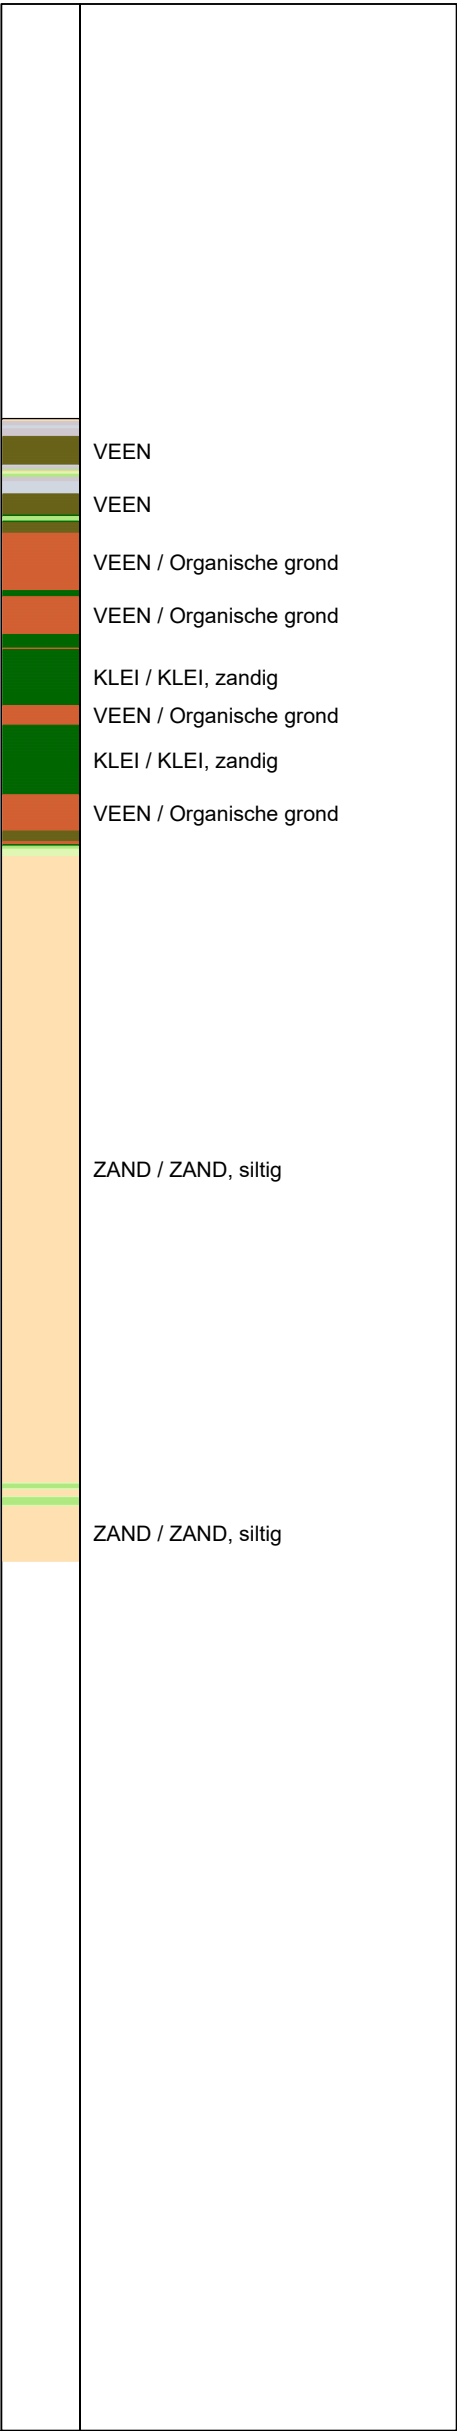 VEEN
VEEN
VEEN / Organische grond
VEEN / Organische grond
KLEI / KLEI, zandig
VEEN / Organische grond
KLEI / KLEI, zandig
VEEN / Organische grond
ZAND / ZAND, siltig
ZAND / ZAND, siltig